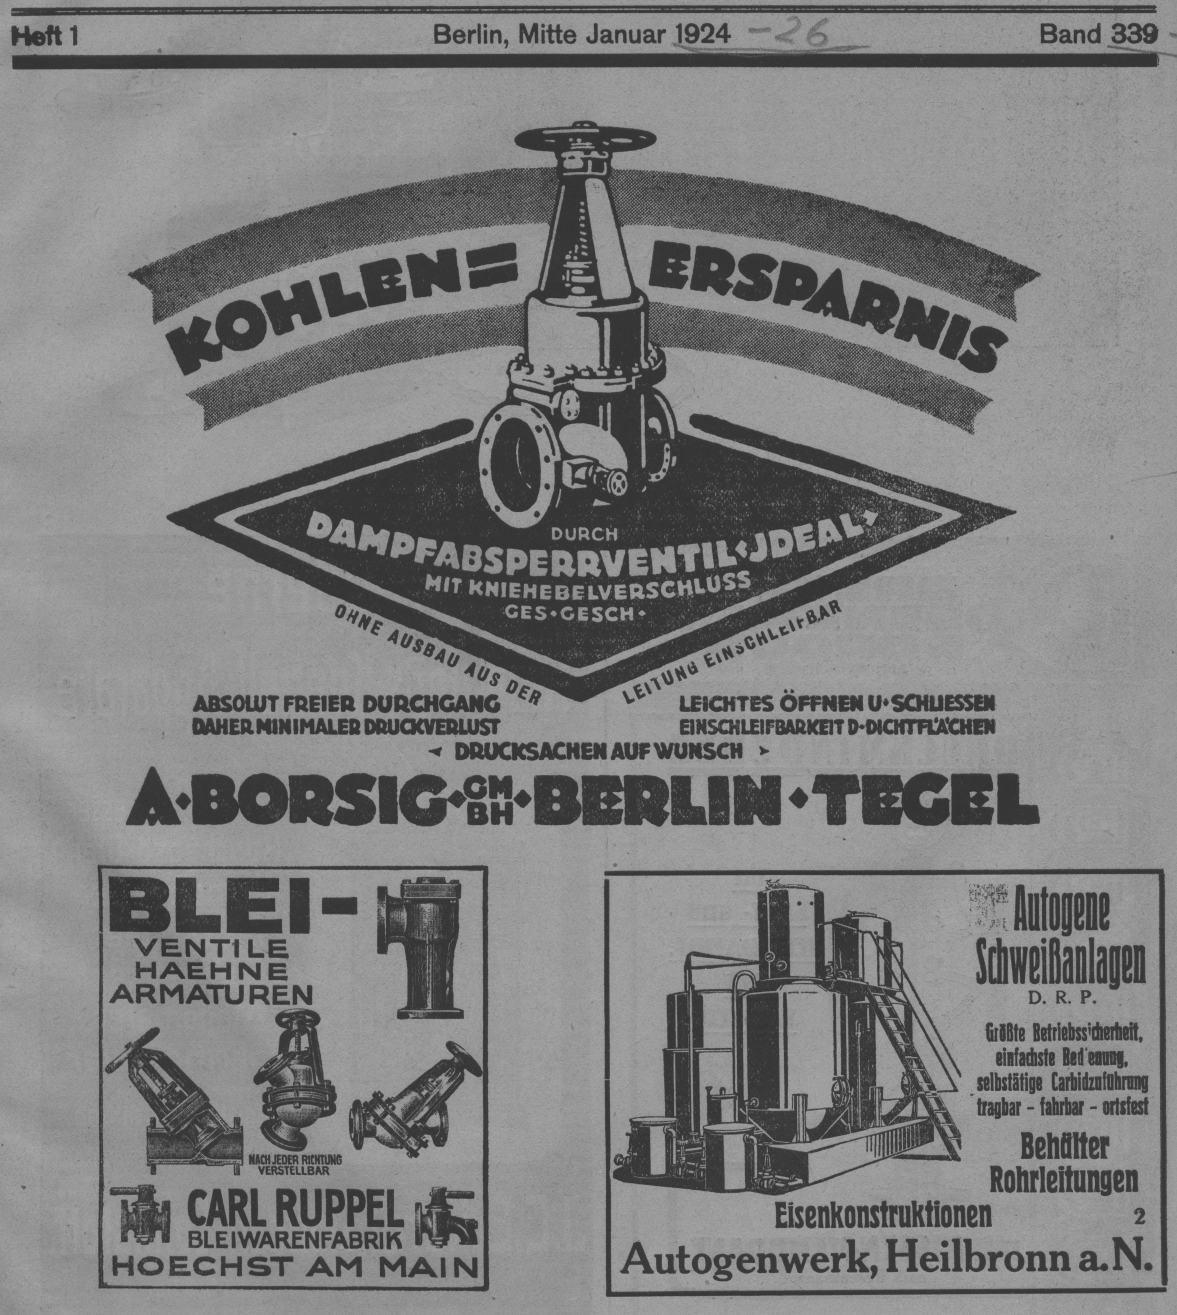 Heft 1
Berlin, Mitte Januar 1924 -26
Band 339
KOHLEN=ERSPARNIS
DURCH
DAMPFABSPERRVENTIL ‹JDEAL›
MIT KNIEHEBELVERSCHLUSS
GES·GESCH·
OHNE AUSBAU AUS DER LEITUNG EINSCHLEIFBAR
ABSOLUT FREIER DURCHGANG
DAHER MINIMALER DRUCKVERLUST
LEICHTES ÖFFNEN U·SCHLIESSEN
EINSCHLEIFBARKEIT D·DICHTFLÄCHEN
DRUCKSACHEN AUF WUNSCH
A·BORSIG·GMBH·BERLIN·TEGEL
BLEI-
VENTILE
HAEHNE
ARMATUREN
NACH JEDER RICHTUNG
VERSTELLBAR
CARL RUPPEL
BLEIWARENFABRIK
HOECHST AM MAIN
Autogene
Schweißanlagen
D. R. P.
Größte Betriebssicherheit,
einfachste Bedienung,
selbstätige Carbidzuführung
tragbar - fahrbar - ortsfest
Behälter
Rohrleitungen
Eisenkonstruktionen
2
Autogenwerk, Heilbronn a. N.